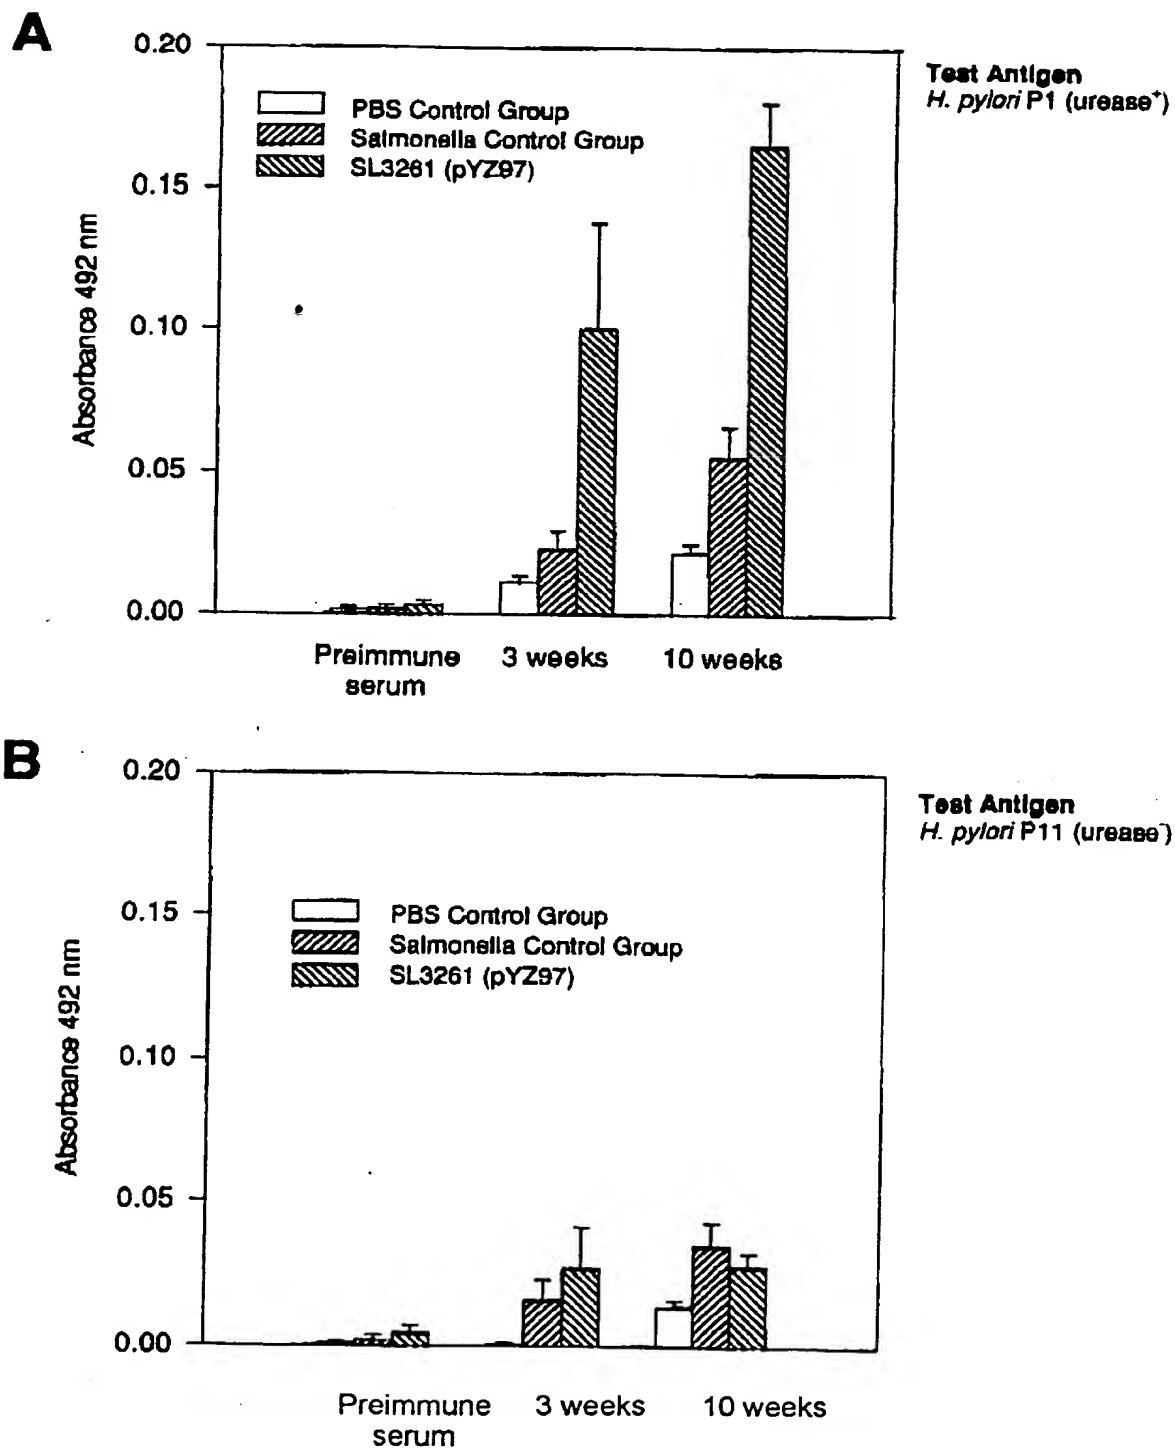 A
0.20
0.15
0.10
0.05
0.00
Absorbance 492 nm
PBS Control Group
Salmonella Control Group
SL3261 (pYZ97)
Test Antigen
H. pylori P1 (urease⁺)
Preimmune serum
3 weeks
10 weeks
B
0.20
0.15
0.10
0.05
0.00
Absorbance 492 nm
PBS Control Group
Salmonella Control Group
SL3261 (pYZ97)
Test Antigen
H. pylori P11 (urease⁻)
Preimmune serum
3 weeks
10 weeks